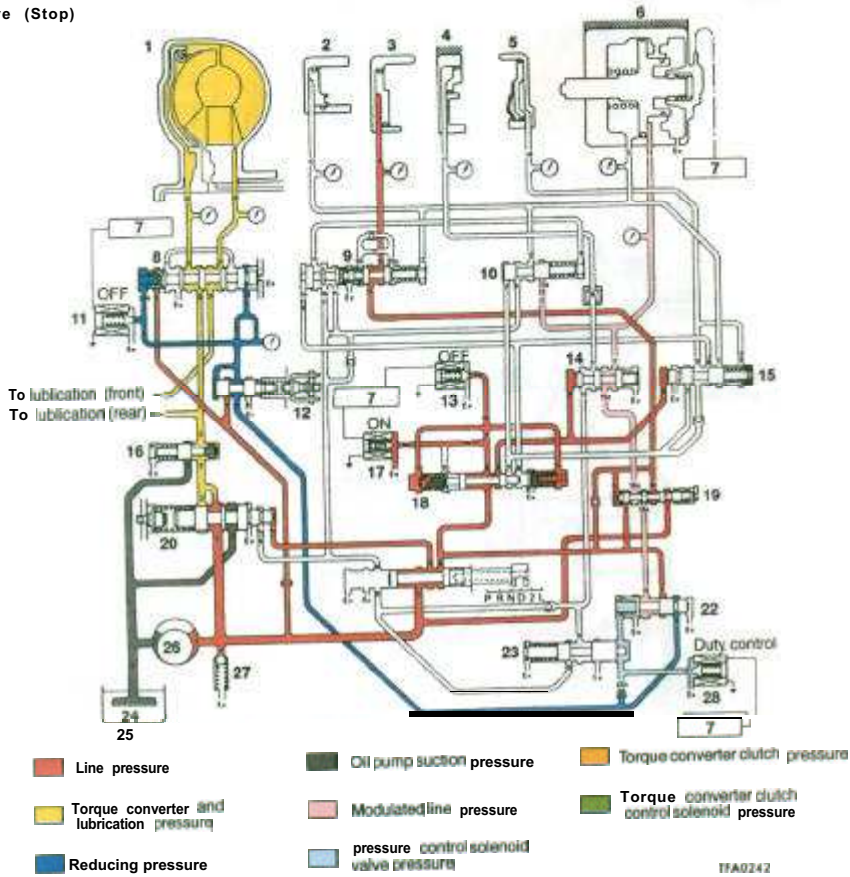 e (Stop)
1
2
3
4
5
6
7
7
8
OFF
9
10
11
To lublication (front)
To lublication (rear)
12
OFF
13
14
15
7
ON
16
17
18
19
20
P R N D 2 L
22
23
Duty control
28
7
26
27
24
25
Line pressure
Oil pump suction pressure
Torque converter clutch pressure
Torque converter and lubrication pressure
Modulated line pressure
Torque converter clutch control solenoid pressure
Reducing pressure
pressure control solenoid valve pressure
TFA0242